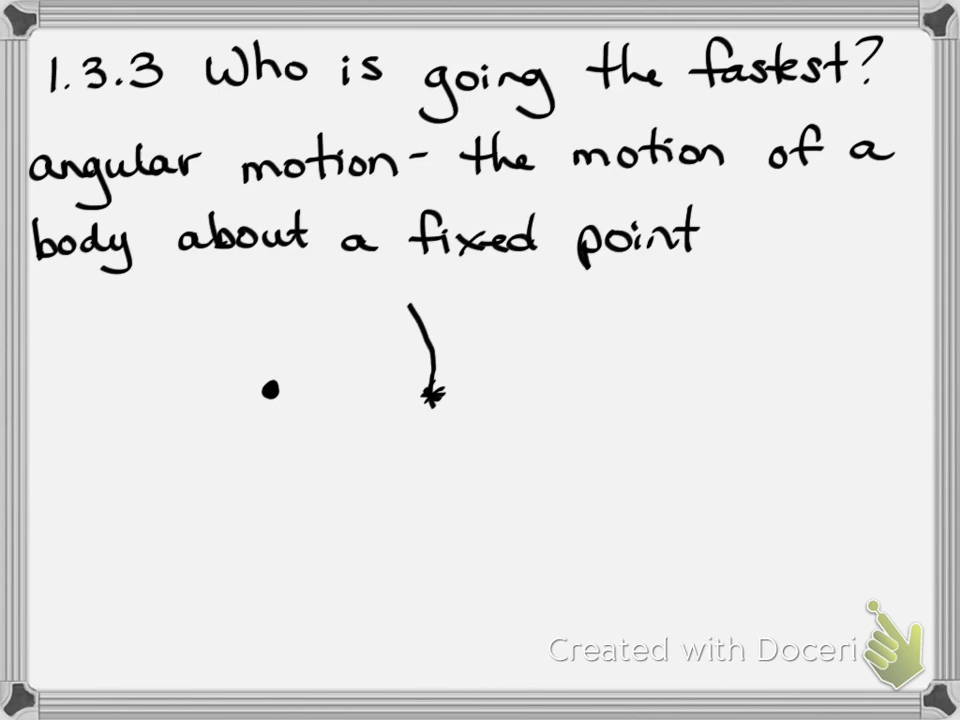 1.3.3 Who is going the fastest?
angular motion- the motion of a
body about a fixed point
Created with Doceri